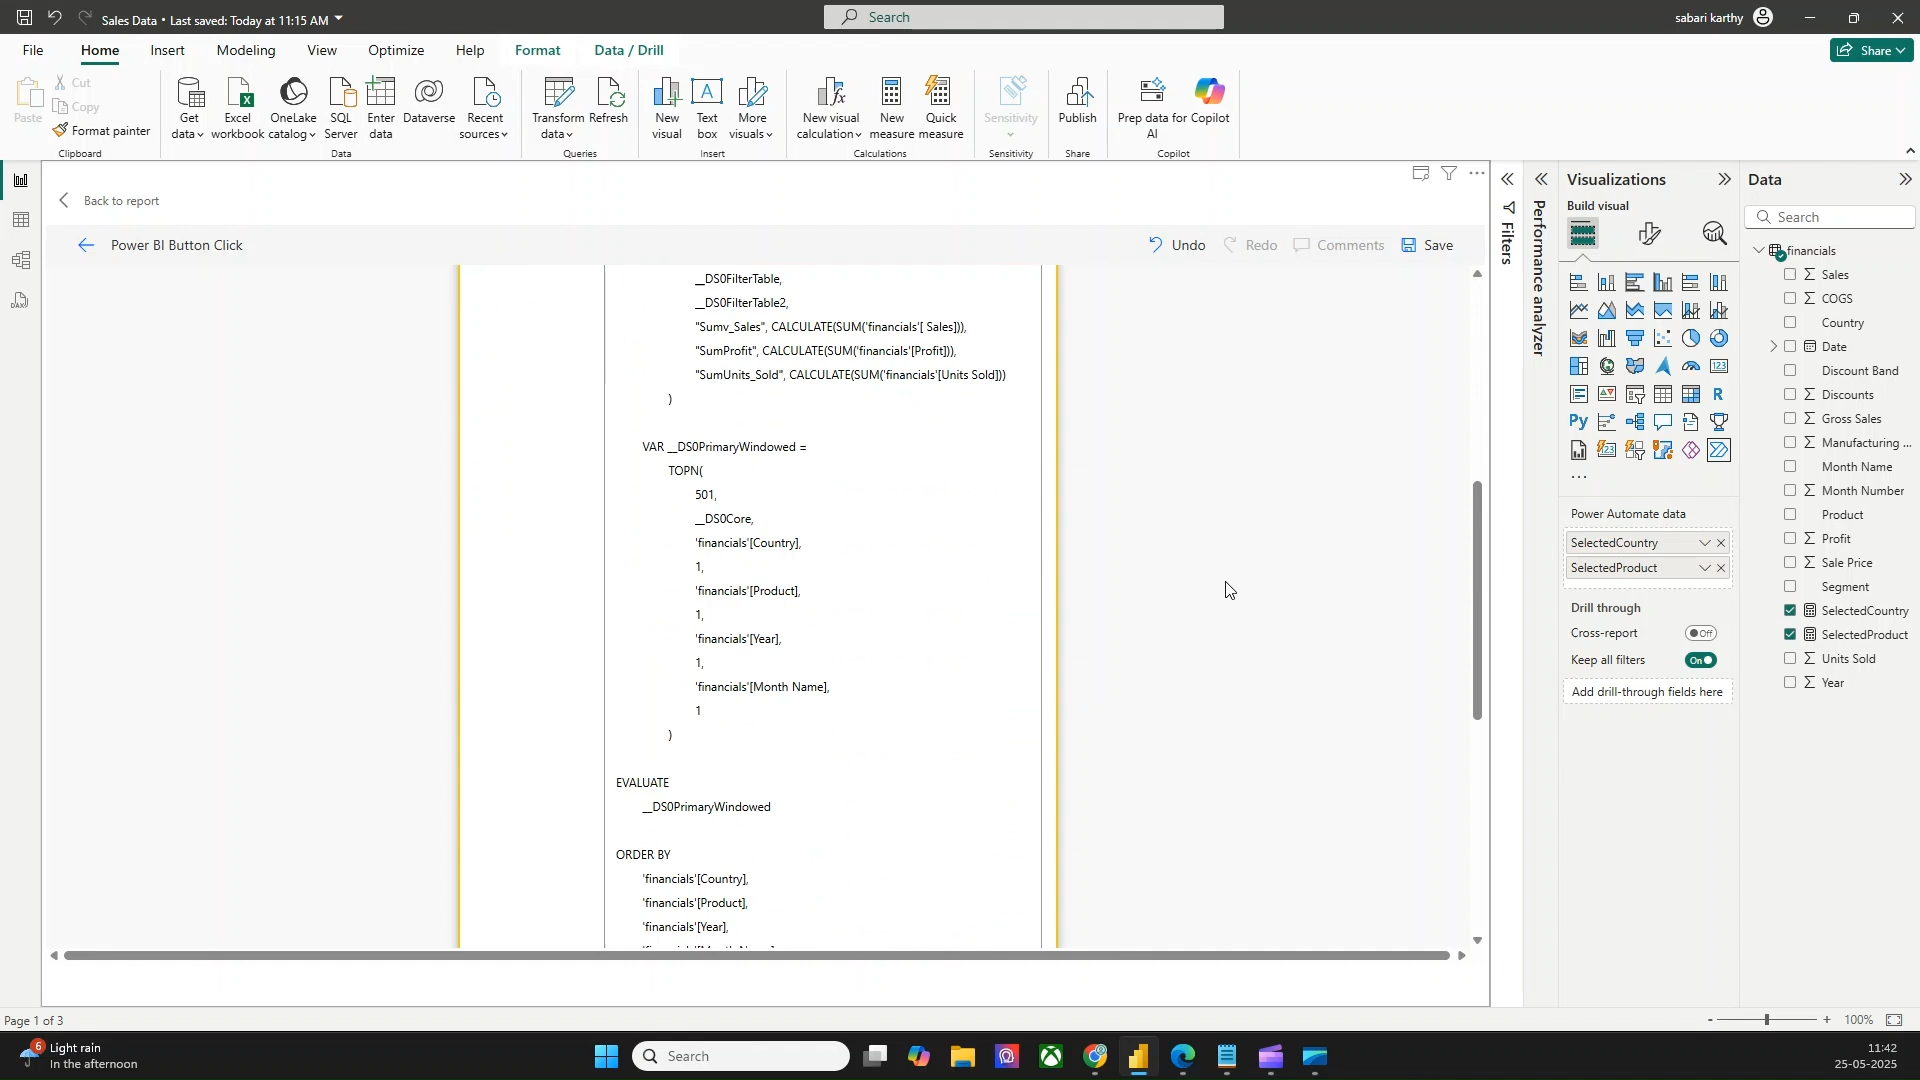 Sales Data • Last saved: Today at 11:15 AM
Search
sabari karthy
File
Home
Insert
Modeling
View
Optimize
Help
Format
Data / Drill
Share
Paste
Cut
Copy
Format painter
Clipboard
Get data
Excel workbook
OneLake catalog
SQL Server
Enter data
Dataverse
Recent sources
Data
Transform data
Refresh
Queries
New visual
Text box
More visuals
Insert
New visual calculation
New measure
Quick measure
Calculations
Sensitivity
Sensitivity
Publish
Share
Prep data for AI
Copilot
Copilot
Back to report
Power BI Button Click
Undo
Redo
Comments
Save
__DS0FilterTable,
__DS0FilterTable2,
"Sumv_Sales", CALCULATE(SUM('financials'[ Sales])),
"SumProfit", CALCULATE(SUM('financials'[Profit])),
"SumUnits_Sold", CALCULATE(SUM('financials'[Units Sold]))
)
VAR __DS0PrimaryWindowed =
TOPN(
501,
__DS0Core,
'financials'[Country],
1,
'financials'[Product],
1,
'financials'[Year],
1,
'financials'[Month Name],
1
)
EVALUATE
__DS0PrimaryWindowed
ORDER BY
'financials'[Country],
'financials'[Product],
'financials'[Year],
Filters
Performance analyzer
Visualizations
Build visual
R
Py
123
Power Automate data
SelectedCountry
SelectedProduct
Drill through
Cross-report
Off
Keep all filters
On
Add drill-through fields here
Data
Search
financials
Sales
COGS
Country
Date
Discount Band
Discounts
Gross Sales
Manufacturing ...
Month Name
Month Number
Product
Profit
Sale Price
Segment
SelectedCountry
SelectedProduct
Units Sold
Year
Page 1 of 3
100%
6
Light rain
In the afternoon
Search
11:42
25-05-2025